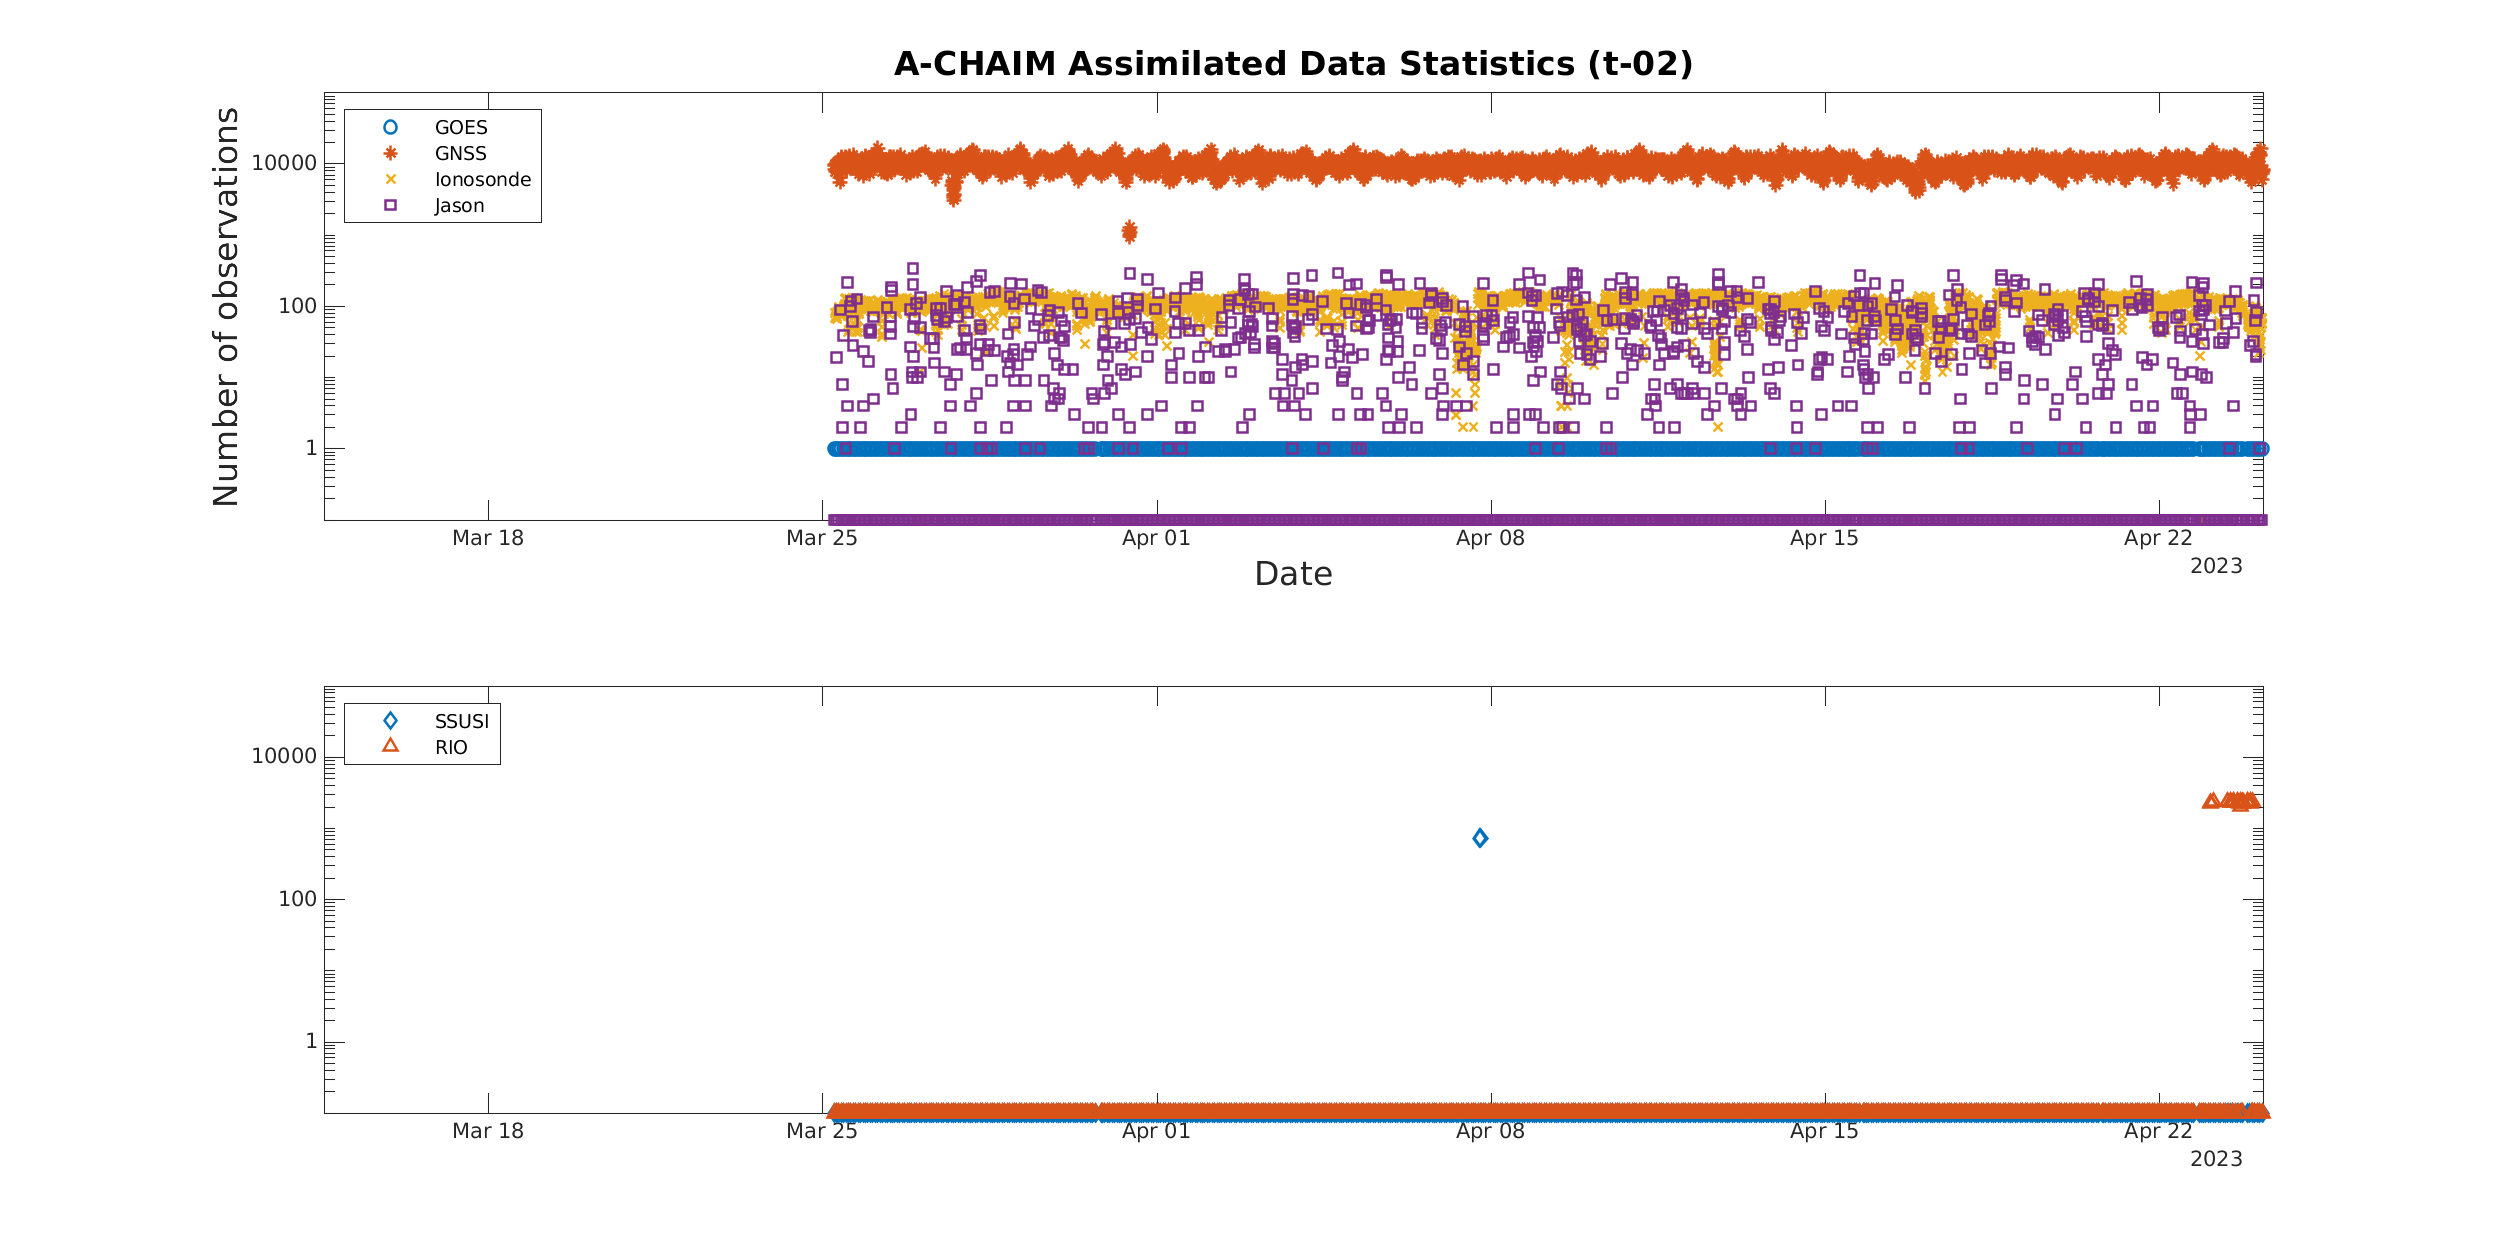 A-CHAIM Assimilated Data Statistics (t-02)
Number of observations
10000
100
1
GOES
GNSS
Ionosonde
Jason
Mar 18
Mar 25
Apr 01
Apr 08
Apr 15
Apr 22
2023
Date
10000
100
1
SSUSI
RIO
Mar 18
Mar 25
Apr 01
Apr 08
Apr 15
Apr 22
2023